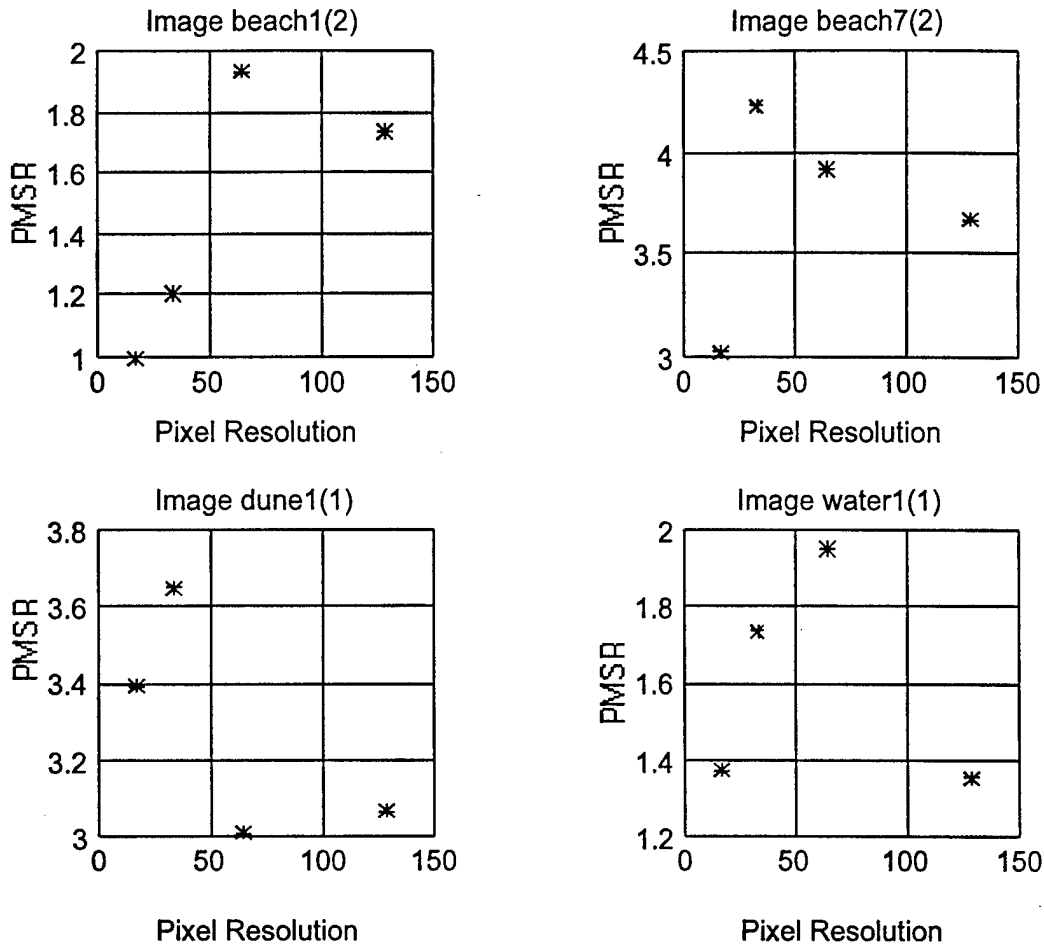 Image beach1(2)
2
1.8
1.6
1.4
1.2
1
PMSR
0 50 100 150
Pixel Resolution
Image beach7(2)
4.5
4
3.5
3
PMSR
0 50 100 150
Pixel Resolution
Image dune1(1)
3.8
3.6
3.4
3.2
3
PMSR
0 50 100 150
Pixel Resolution
Image water1(1)
2
1.8
1.6
1.4
1.2
PMSR
0 50 100 150
Pixel Resolution